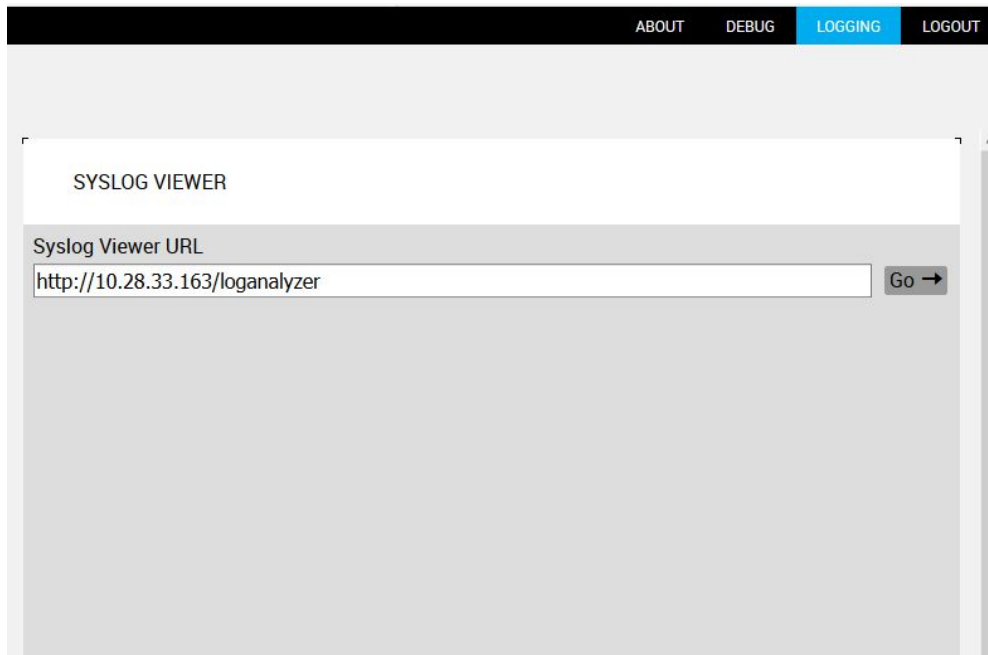 ABOUT DEBUG LOGGING LOGOUT
SYSLOG VIEWER
Syslog Viewer URL
http://10.28.33.163/loganalyzer Go →